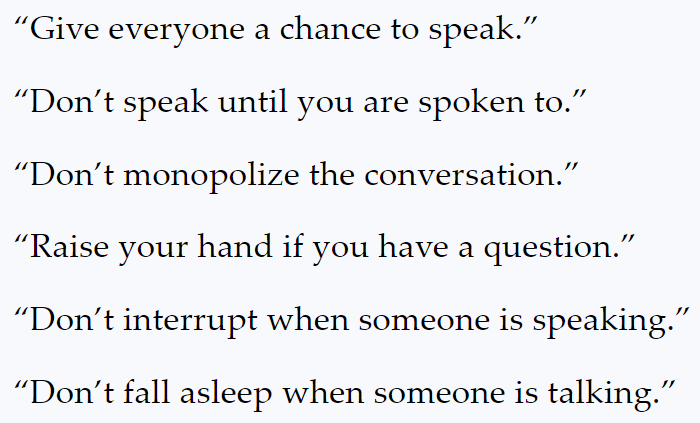 “Give everyone a chance to speak.”
“Don’t speak until you are spoken to.”
“Don’t monopolize the conversation.”
“Raise your hand if you have a question.”
“Don’t interrupt when someone is speaking.”
“Don’t fall asleep when someone is talking.”